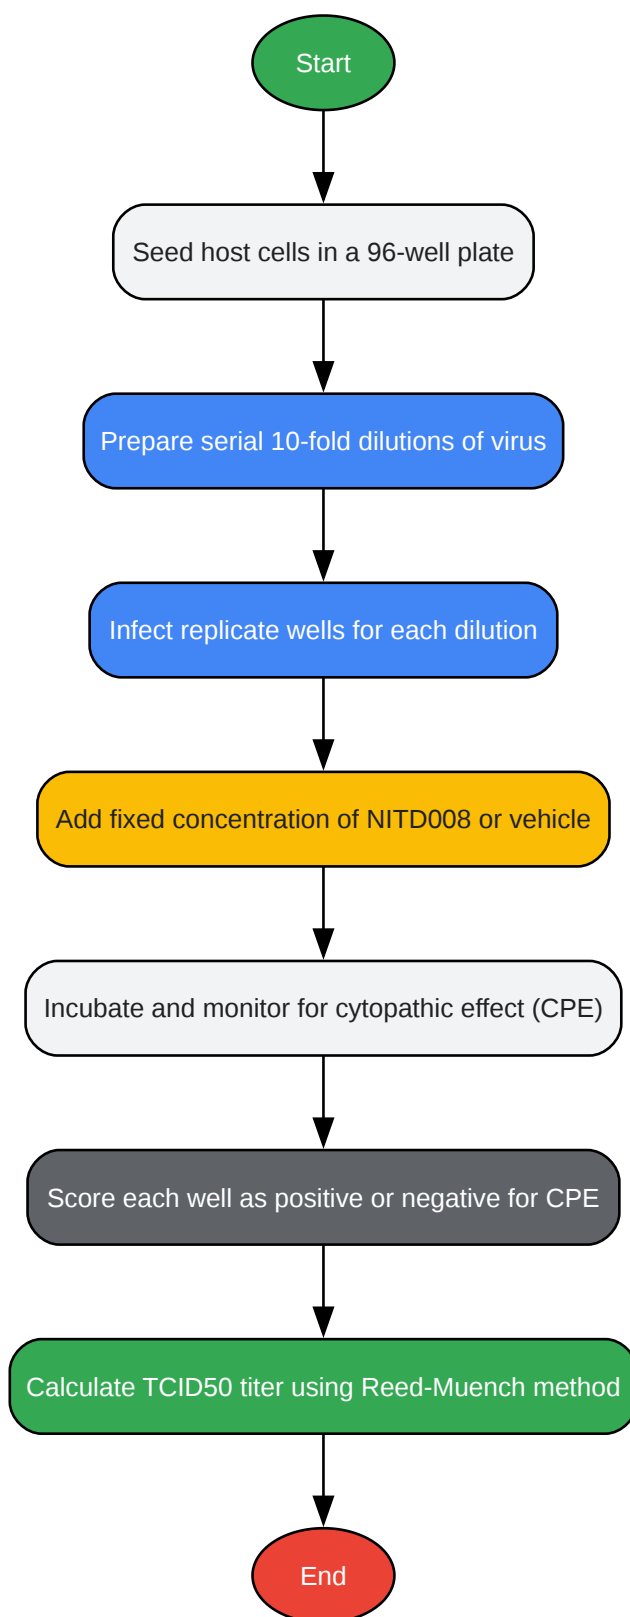 Start
Seed host cells in a 96-well plate
Prepare serial 10-fold dilutions of virus
Infect replicate wells for each dilution
Add fixed concentration of NITD008 or vehicle
Incubate and monitor for cytopathic effect (CPE)
Score each well as positive or negative for CPE
Calculate TCID50 titer using Reed-Muench method
End